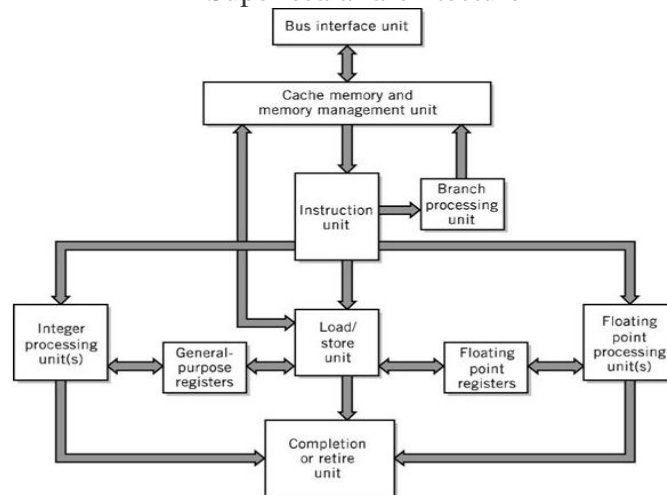 Bus interface unit
Cache memory and
memory management unit
Instruction
unit
Branch
processing
unit
Integer
processing
unit(s)
General-
purpose
registers
Load/
store
unit
Floating
point
registers
Floating
point
processing
unit(s)
Completion
or retire
unit